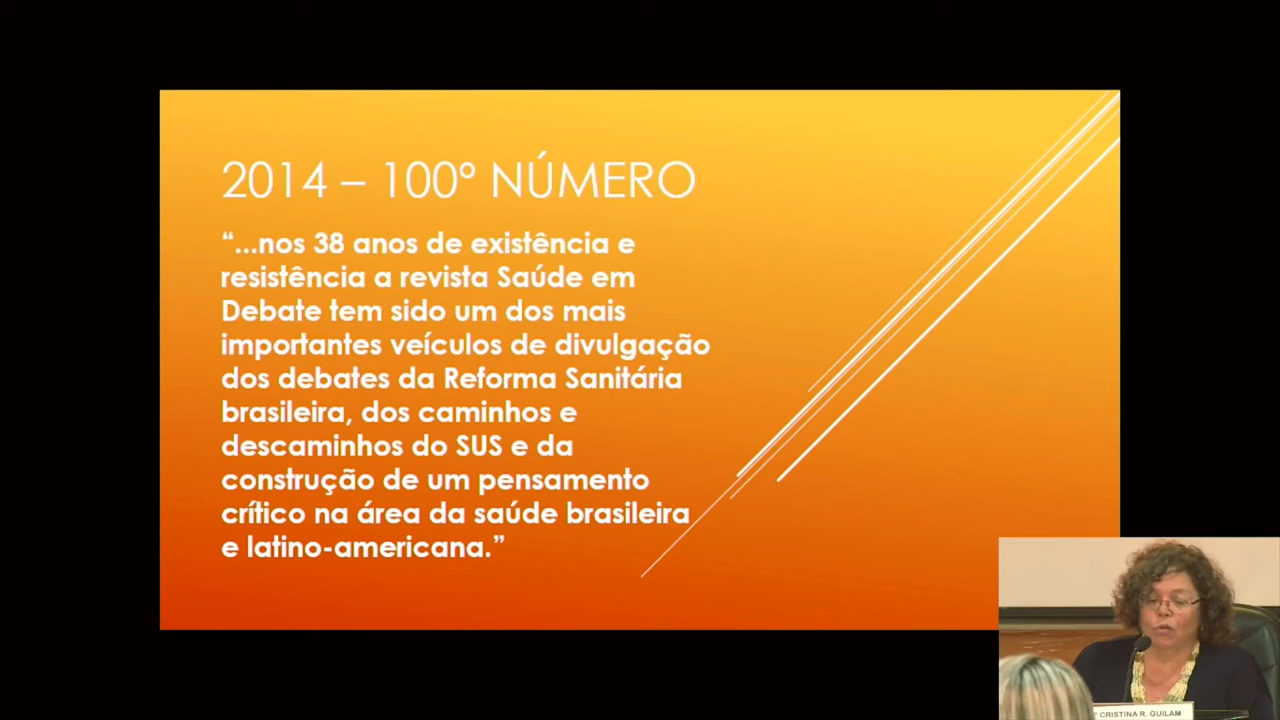 2014 – 100º NÚMERO
“...nos 38 anos de existência e
resistência a revista Saúde em
Debate tem sido um dos mais
importantes veículos de divulgação
dos debates da Reforma Sanitária
brasileira, dos caminhos e
descaminhos do SUS e da
construção de um pensamento
crítico na área da saúde brasileira
e latino-americana.”
CRISTINA R. GUILAM